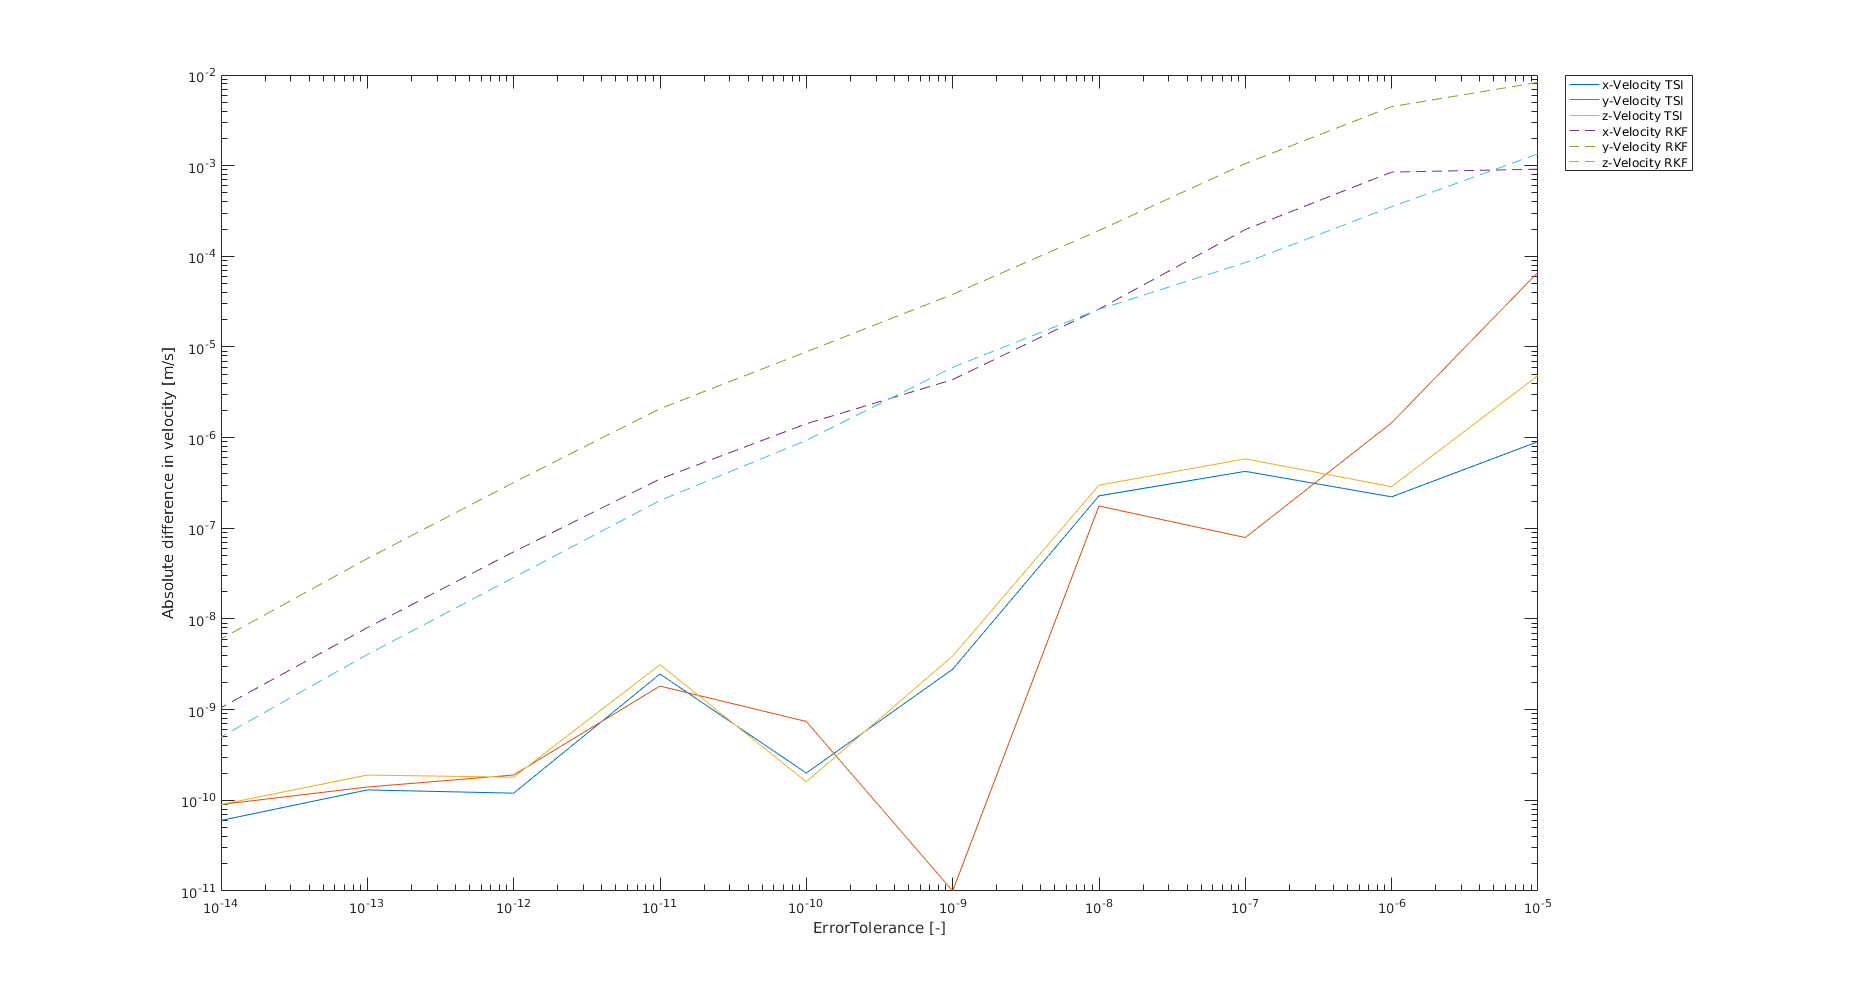 10^-2
10^-3
10^-4
10^-5
10^-6
10^-7
10^-8
10^-9
10^-10
10^-11
Absolute difference in velocity [m/s]
10^-14 10^-13 10^-12 10^-11 10^-10 10^-9 10^-8 10^-7 10^-6 10^-5
ErrorTolerance [-]
x-Velocity TSI
y-Velocity TSI
z-Velocity TSI
x-Velocity RKF
y-Velocity RKF
z-Velocity RKF